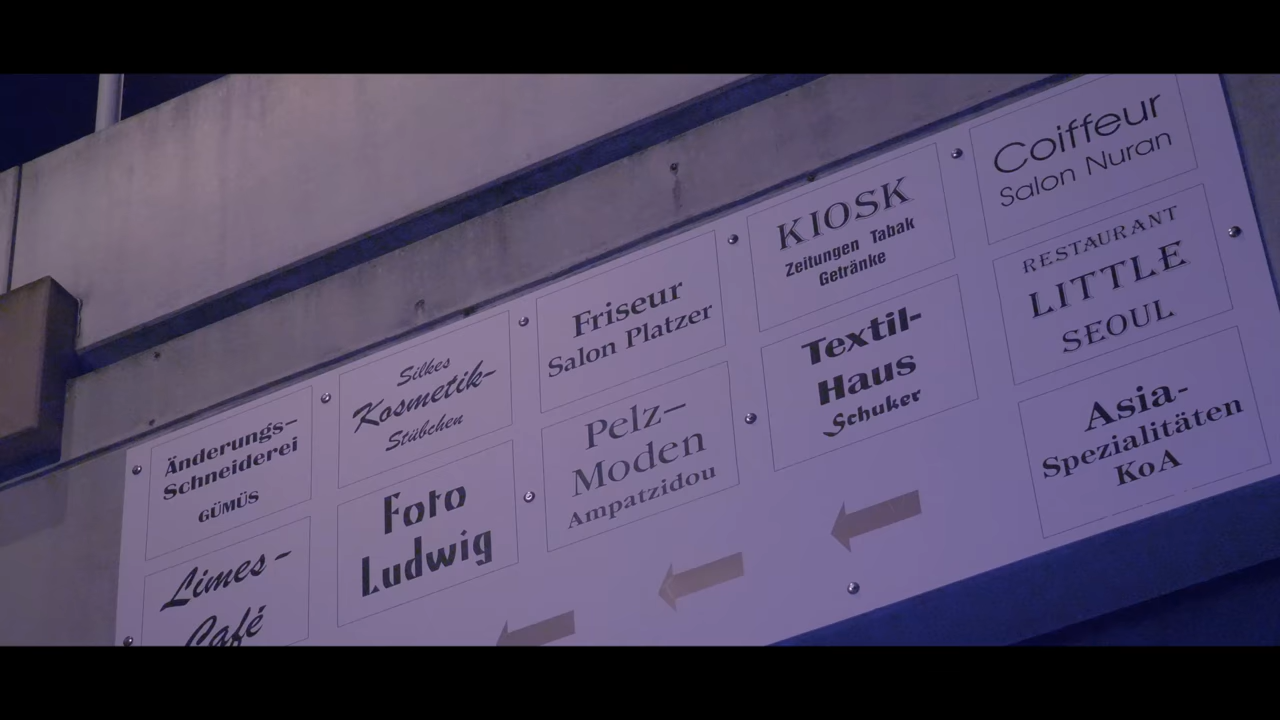 Änderungs-
Schneiderei
GÜMÜS
Limes-
Café
Silkes
Kosmetik-
Stübchen
Foto
Ludwig
Friseur
Salon Platzer
Pelz-
Moden
Ampatzidou
KIOSK
Zeitungen Tabak
Getränke
Textil-
Haus
Schuker
Coiffeur
Salon Nuran
RESTAURANT
LITTLE
SEOUL
Asia-
Spezialitäten
KoA